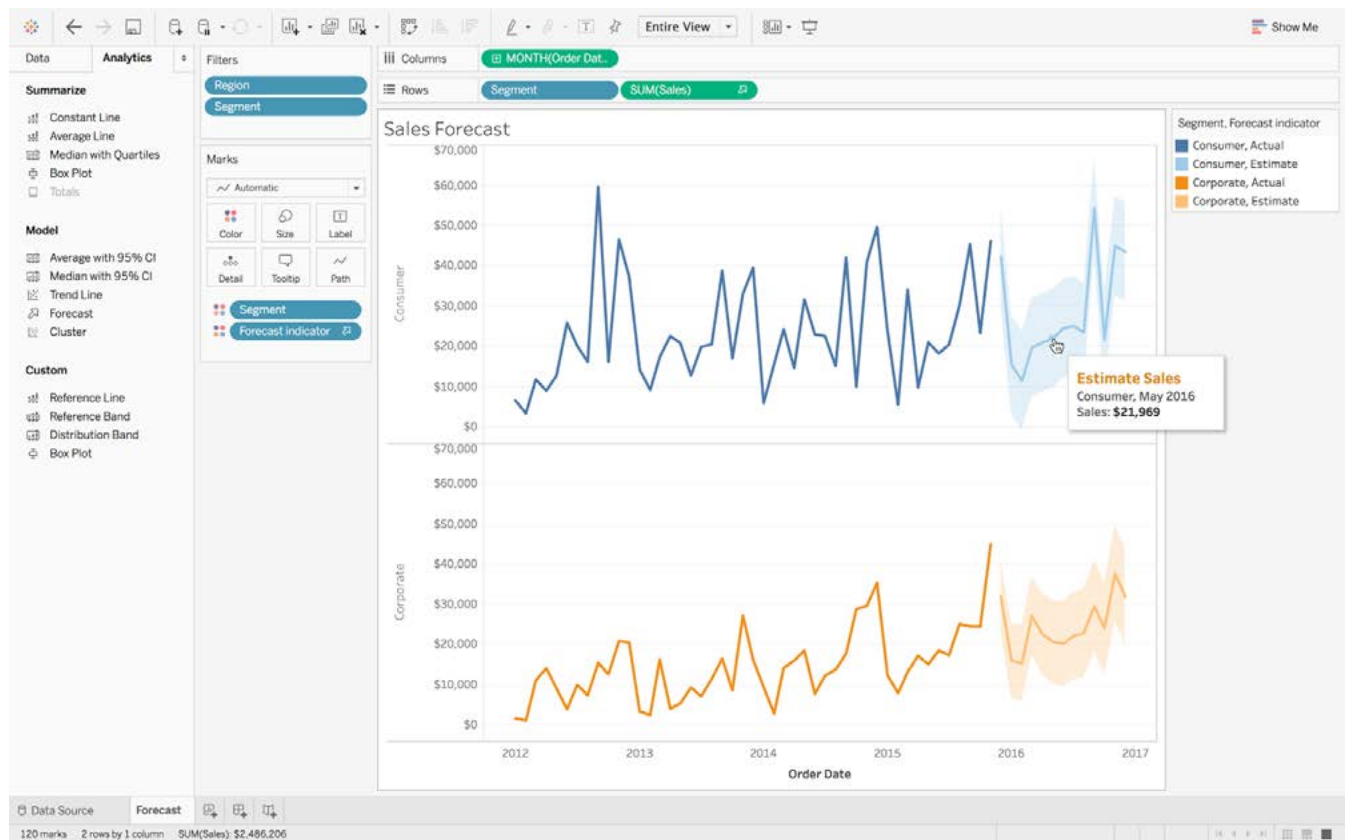 Entire View
Show Me
Data
Analytics
Summarize
Constant Line
Average Line
Median with Quartiles
Box Plot
Totals
Model
Average with 95% CI
Median with 95% CI
Trend Line
Forecast
Cluster
Custom
Reference Line
Reference Band
Distribution Band
Box Plot
Filters
Region
Segment
Marks
Automatic
Color
Size
Label
Detail
Tooltip
Path
Segment
Forecast indicator
Columns
MONTH(Order Dat..
Rows
Segment
SUM(Sales)
Sales Forecast
Consumer
$70,000
$60,000
$50,000
$40,000
$30,000
$20,000
$10,000
$0
Estimate Sales
Consumer, May 2016
Sales: $21,969
Corporate
$70,000
$50,000
$40,000
$30,000
$20,000
$10,000
$0
2012
2013
2014
2015
2016
2017
Order Date
Segment, Forecast indicator
Consumer, Actual
Consumer, Estimate
Corporate, Actual
Corporate, Estimate
Data Source
Forecast
120 marks
2 rows by 1 column
SUM(Sales): $2,486,206